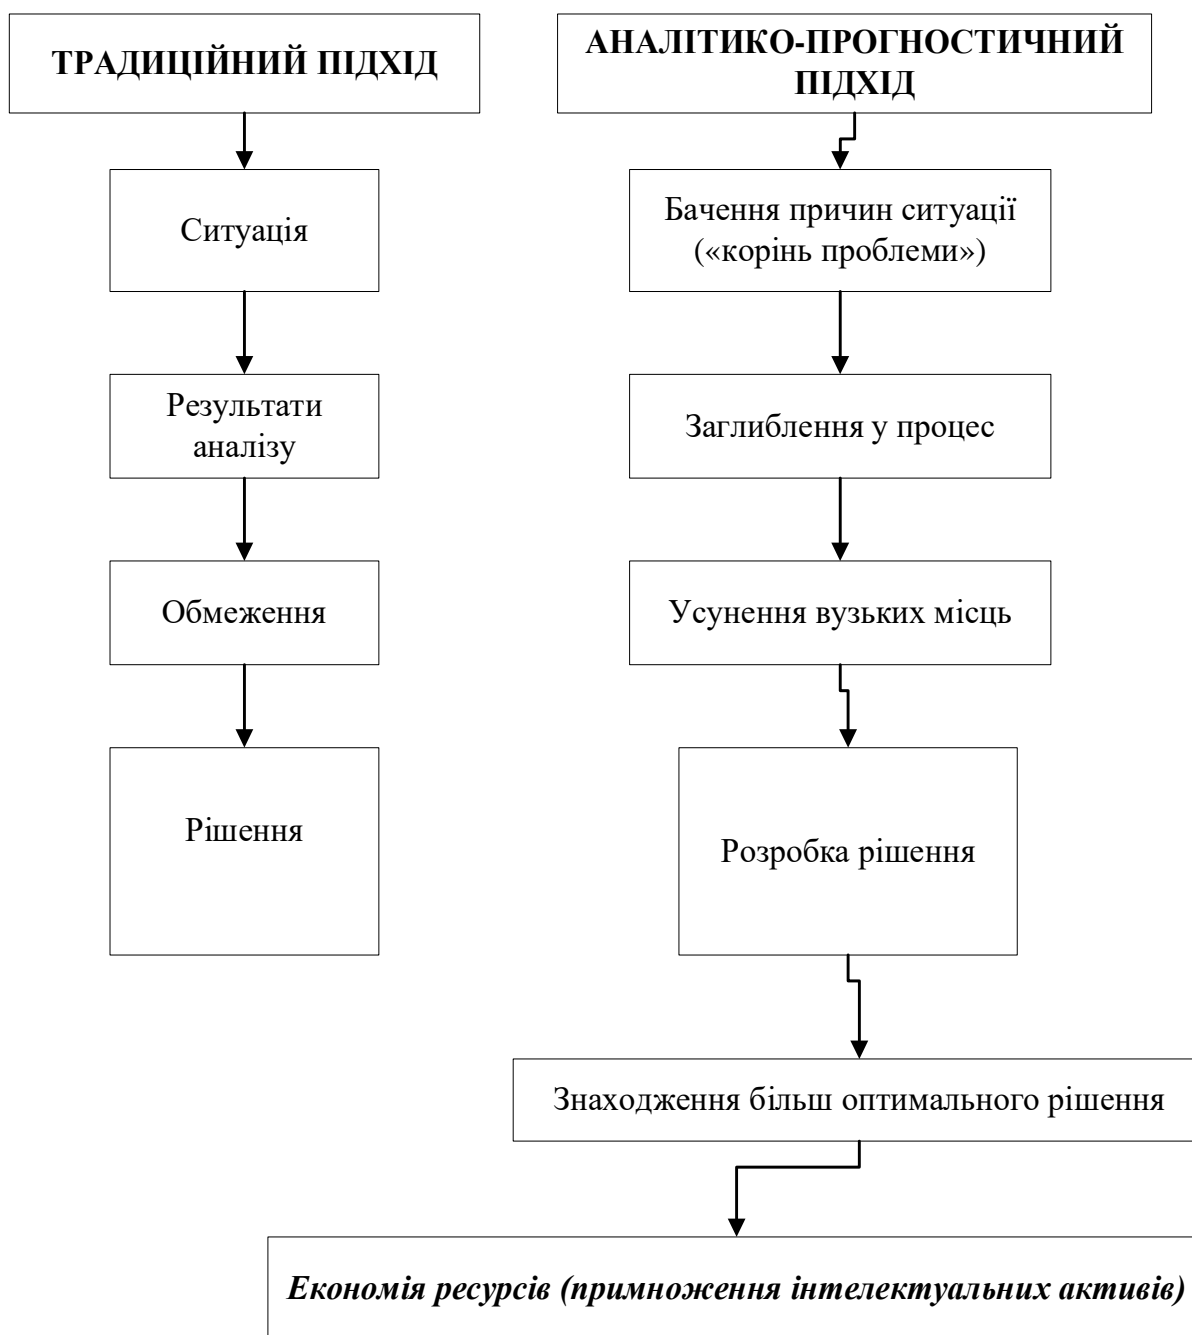 ТРАДИЦІЙНИЙ ПІДХІД
Ситуація
Результати
аналізу
Обмеження
Рішення
АНАЛІТИКО-ПРОГНОСТИЧНИЙ
ПІДХІД
Бачення причин ситуації
(«корінь проблеми»)
Заглиблення у процес
Усунення вузьких місць
Розробка рішення
Знаходження більш оптимального рішення
Економія ресурсів (примноження інтелектуальних активів)